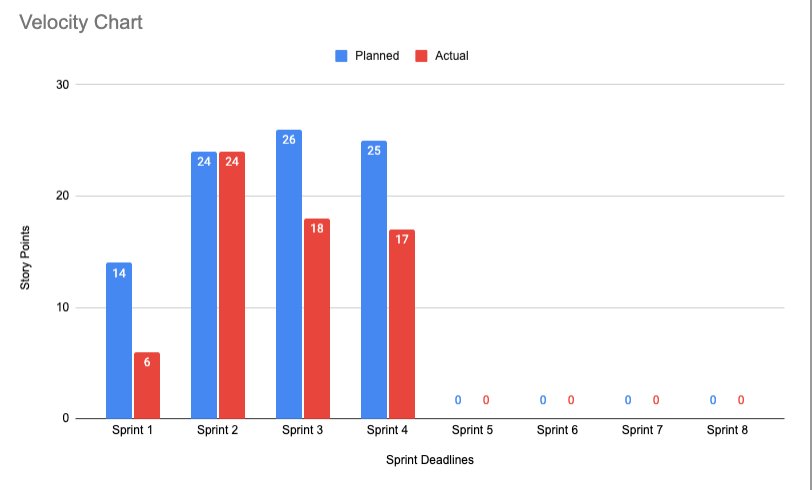 Velocity Chart
Planned Actual
30
26
25
24 24
20
18
17
14
10
6
0 0 0 0 0 0 0 0
0
Sprint 1 Sprint 2 Sprint 3 Sprint 4 Sprint 5 Sprint 6 Sprint 7 Sprint 8
Story Points
Sprint Deadlines